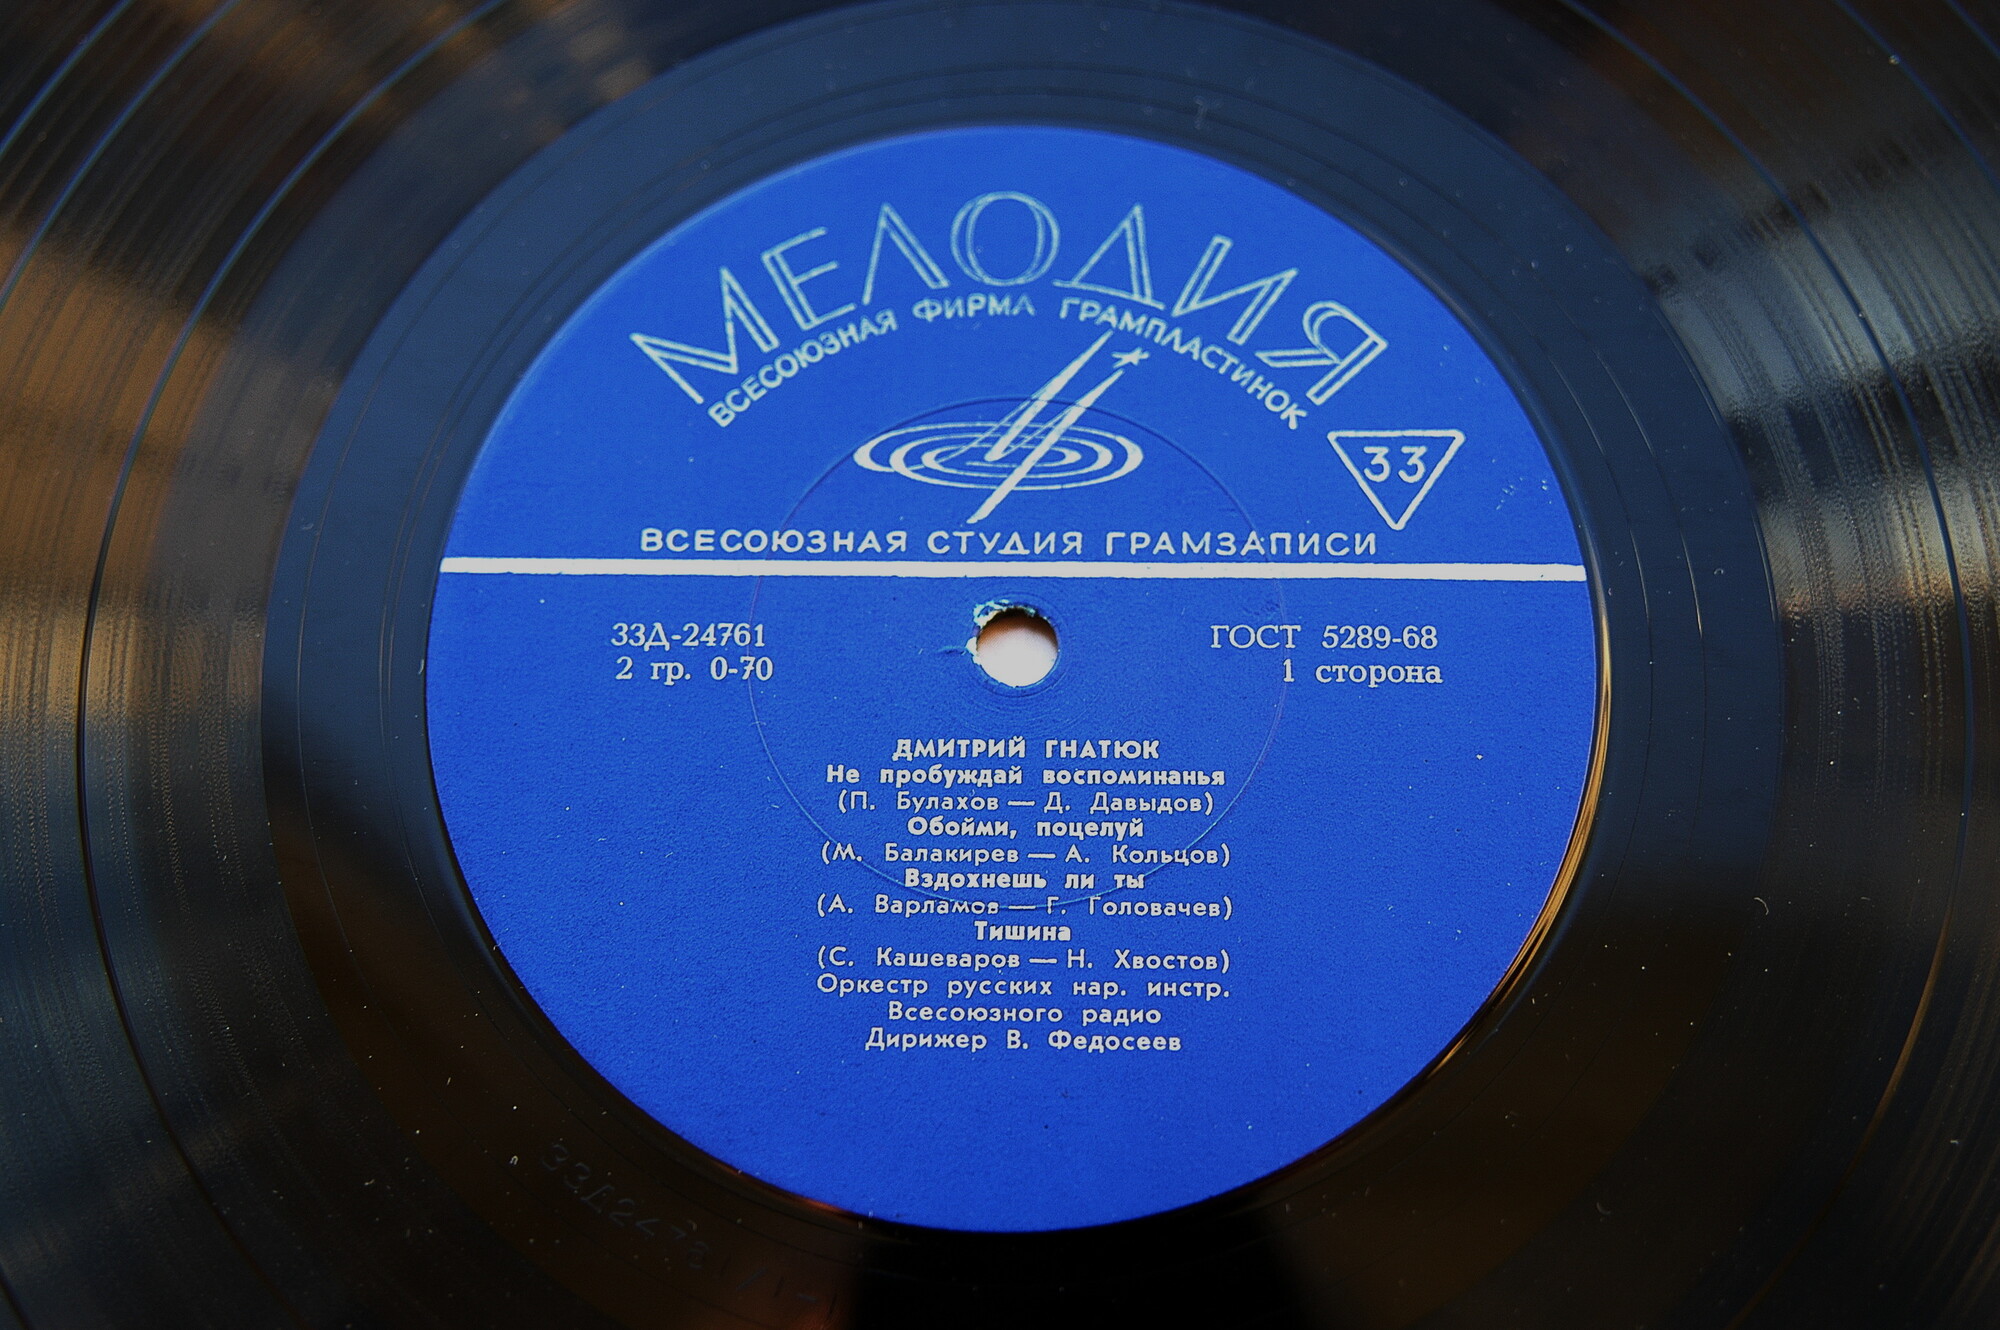 МЕЛОДИЯ
ВСЕСОЮЗНАЯ ФИРМА ГРАМПЛАСТИНОК
33
ВСЕСОЮЗНАЯ СТУДИЯ ГРАМЗАПИСИ
33Д-24761
2 гр. 0-70
ГОСТ 5289-68
1 сторона
ДМИТРИЙ ГНАТЮК
Не пробуждай воспоминанья
(П. Булахов — Д. Давыдов)
Обойми, поцелуй
(М. Балакирев — А. Кольцов)
Вздохнешь ли ты
(А. Варламов — Г. Головачев)
Тишина
(С. Кашеваров — Н. Хвостов)
Оркестр русских нар. инстр.
Всесоюзного радио
Дирижер В. Федосеев